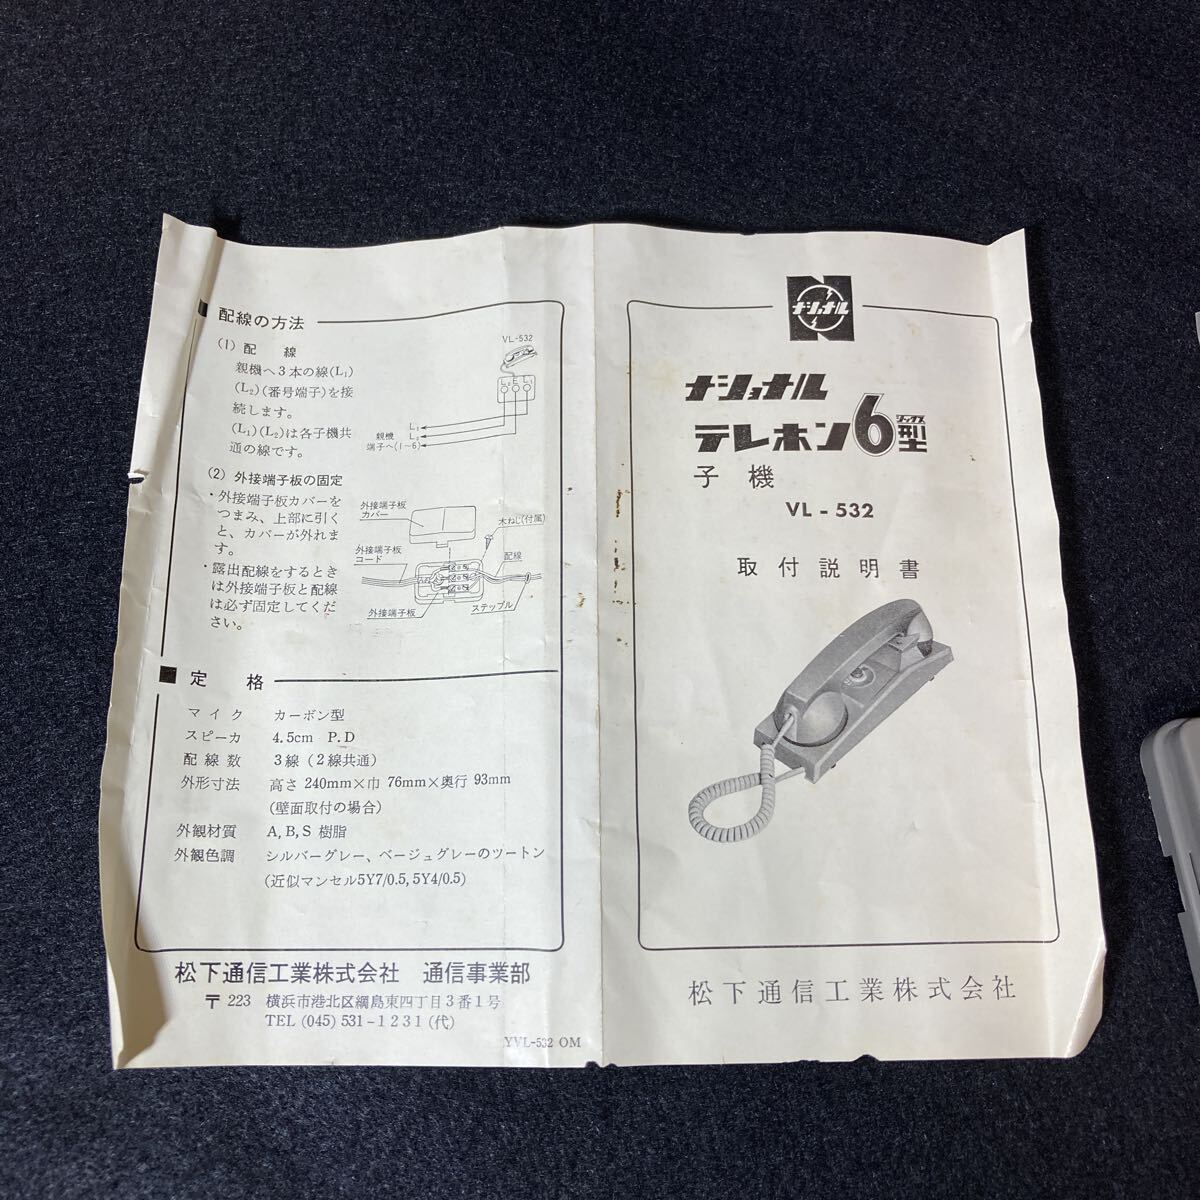 配線の方法
(1) 配 線
親機へ3本の線(L₁)
(L₂)(番号端子)を接
続します。
(L₁)(L₂)は各子機共
通の線です。
VL-532
L₂ E L₁
L₁
親機 L₂
端子へ(1~6)
(2) 外接端子板の固定
・外接端子板カバーを
つまみ、上部に引く
と、カバーが外れま
す。
・露出配線をするとき
は外接端子板と配線
は必ず固定してくだ
さい。
外接端子板
カバー
木ねじ(付属)
外接端子板
コード
配線
外接端子板
ステップル
■ 定 格
マイク カーボン型
スピーカ 4.5cm P.D
配線数 3線(2線共通)
外形寸法 高さ 240mm×巾 76mm×奥行 93mm
(壁面取付の場合)
外観材質 A,B,S 樹脂
外観色調 シルバーグレー、ベージュグレーのツートン
(近似マンセル5Y7/0.5, 5Y4/0.5)
松下通信工業株式会社 通信事業部
〒223 横浜市港北区綱島東四丁目3番1号
TEL (045) 531-1231 (代)
YVL-532 OM
ナショナル
ナショナル
テレホン6型
シックス
子機
VL-532
取付説明書
松下通信工業株式会社